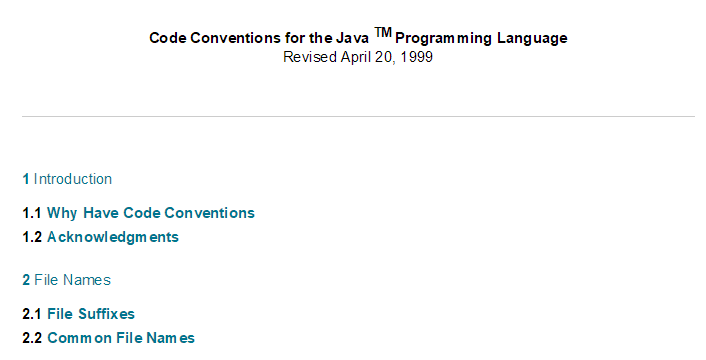 Code Conventions for the Java TM Programming Language
Revised April 20, 1999
1 Introduction
1.1 Why Have Code Conventions
1.2 Acknowledgments
2 File Names
2.1 File Suffixes
2.2 Common File Names